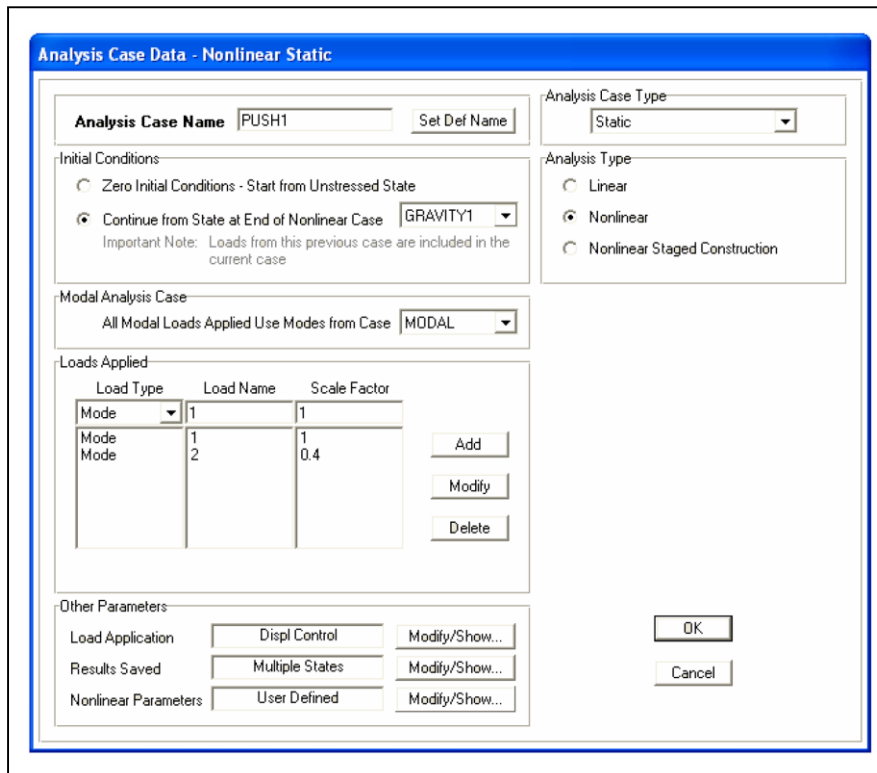 Analysis Case Data - Nonlinear Static
Analysis Case Name PUSH1 Set Def Name
Analysis Case Type
Static
Initial Conditions
Zero Initial Conditions - Start from Unstressed State
Continue from State at End of Nonlinear Case GRAVITY1
Important Note: Loads from this previous case are included in the
current case
Analysis Type
Linear
Nonlinear
Nonlinear Staged Construction
Modal Analysis Case
All Modal Loads Applied Use Modes from Case MODAL
Loads Applied
Load Type Load Name Scale Factor
Mode 1 1
Mode 1 1
Mode 2 0.4
Add
Modify
Delete
Other Parameters
Load Application Displ Control Modify/Show...
Results Saved Multiple States Modify/Show...
Nonlinear Parameters User Defined Modify/Show...
OK
Cancel